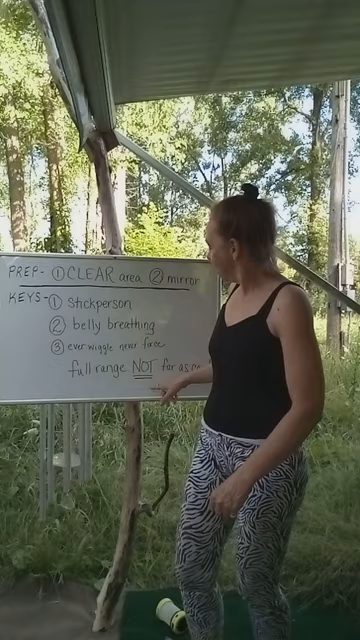 PREP- ① CLEAR area ② mirror
KEYS- ① Stickperson
② belly breathing
③ ever wiggle never force
full range NOT far as